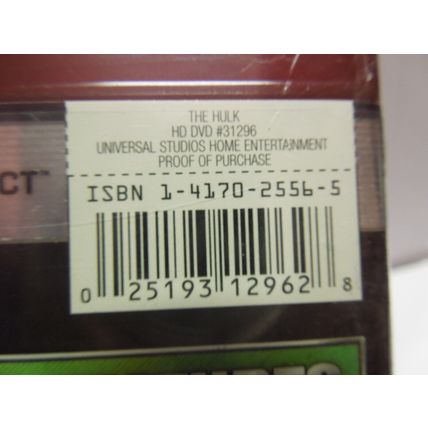 THE HULK
HD DVD #31296
UNIVERSAL STUDIOS HOME ENTERTAINMENT
PROOF OF PURCHASE
CT™
ISBN 1-4170-2556-5
0 25193 12962 8